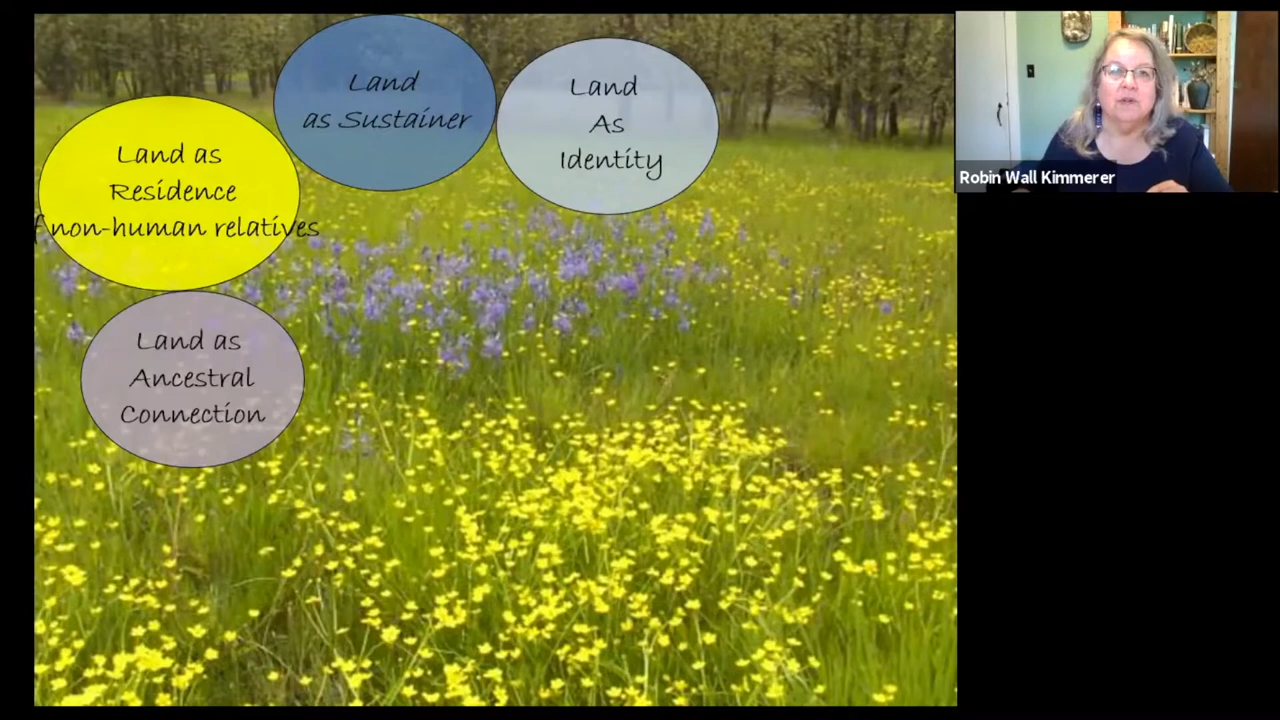 Land
as Sustainer
Land
As
Identity
Land as
Residence
f non-human relatives
Land as
Ancestral
Connection
Robin Wall Kimmerer